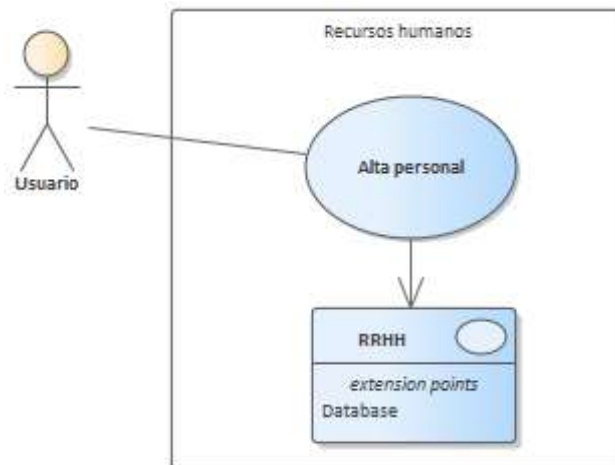 Recursos humanos
Alta personal
Usuario
RRHH
extension points
Database